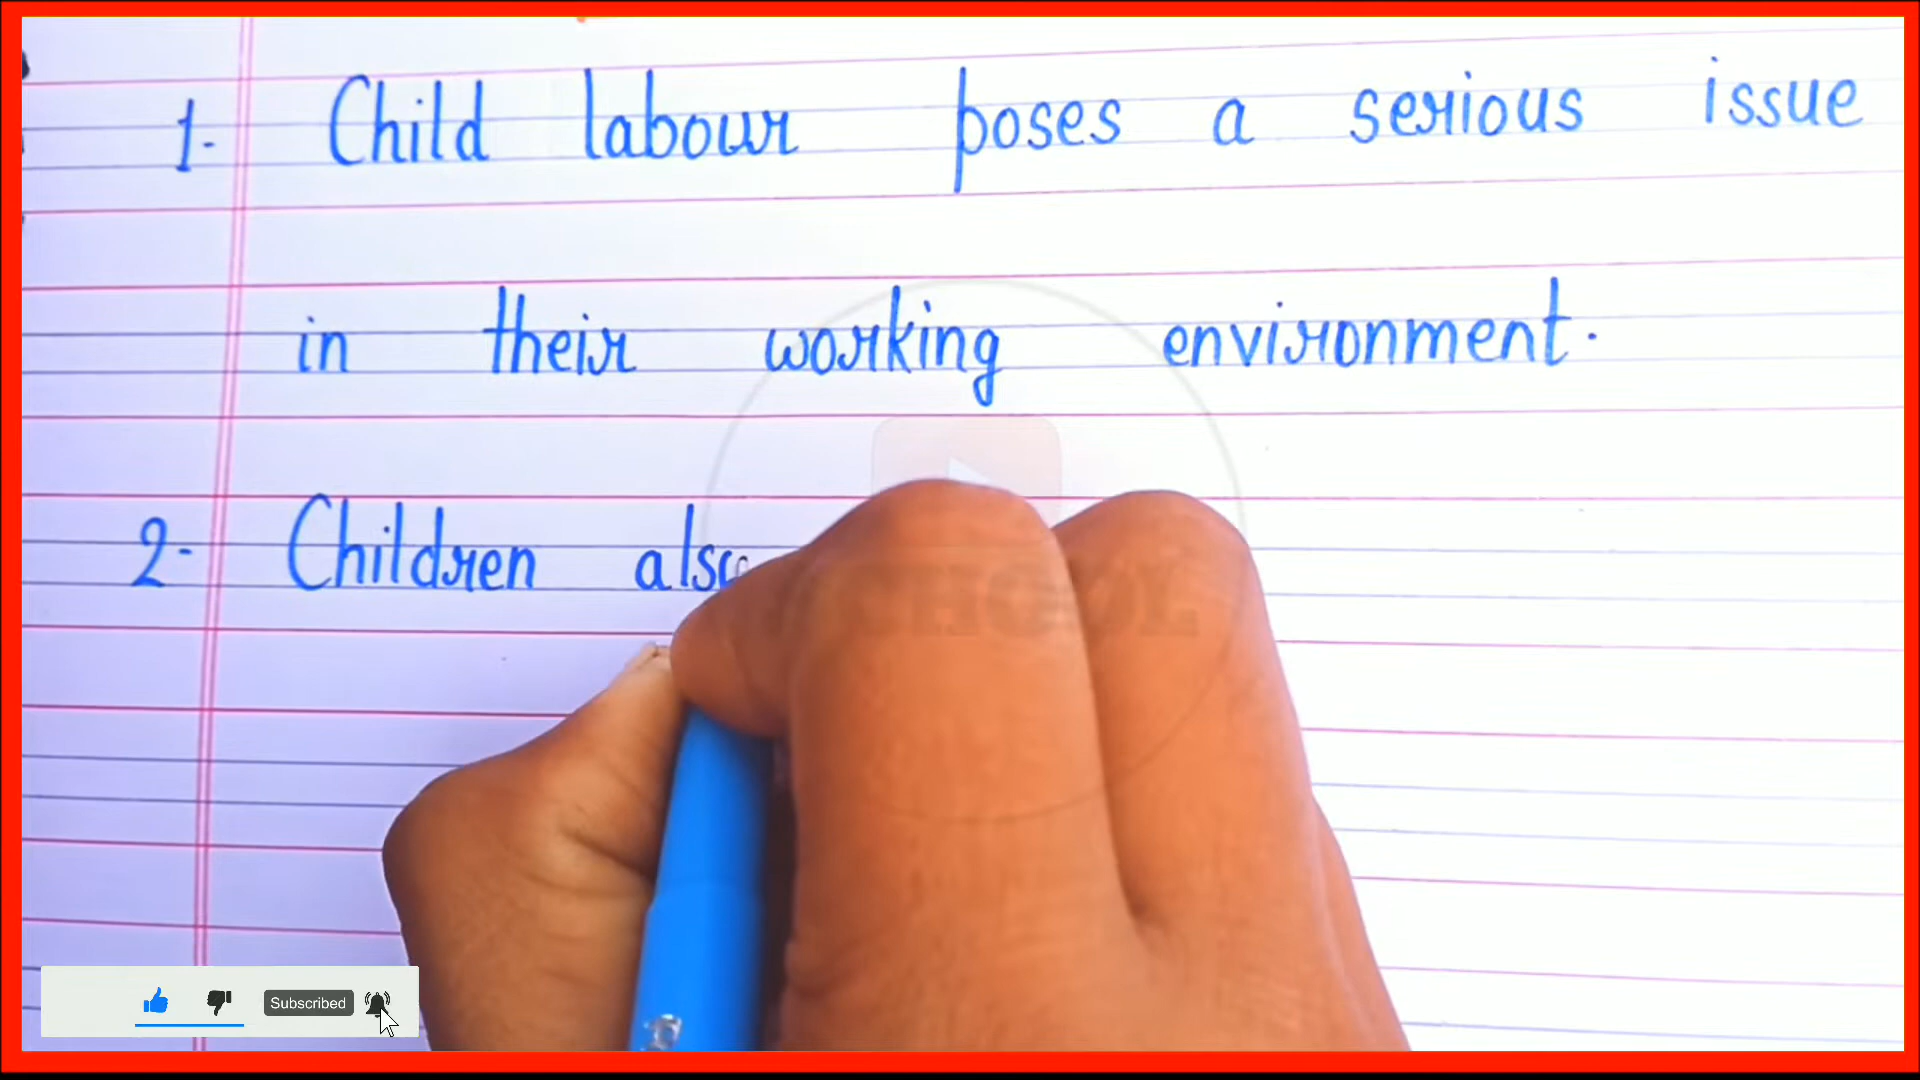 1. Child labour poses a serious issue
in their working environment.
2. Children also
Subscribed